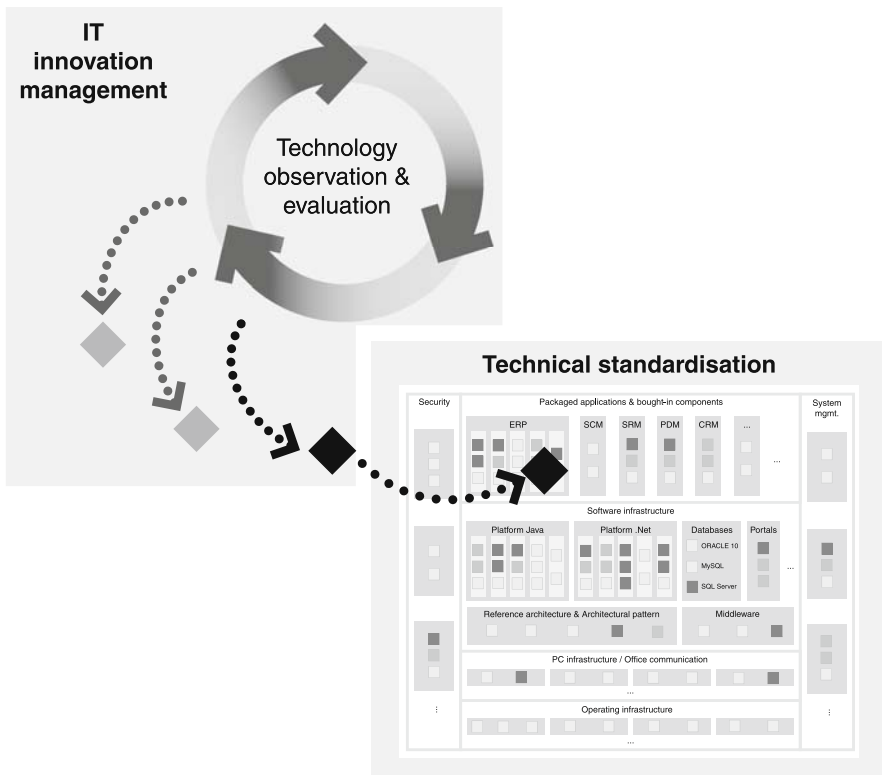 IT
innovation
management
Technology
observation &
evaluation
Technical standardisation
Security
Packaged applications & bought-in components
System
mgmt.
ERP
SCM
SRM
PDM
CRM
...
...
Software infrastructure
Platform Java
Platform .Net
Databases
Portals
ORACLE 10
MySQL
SQL Server
...
Reference architecture & Architectural pattern
Middleware
PC infrastructure / Office communication
...
Operating infrastructure
...
...
...